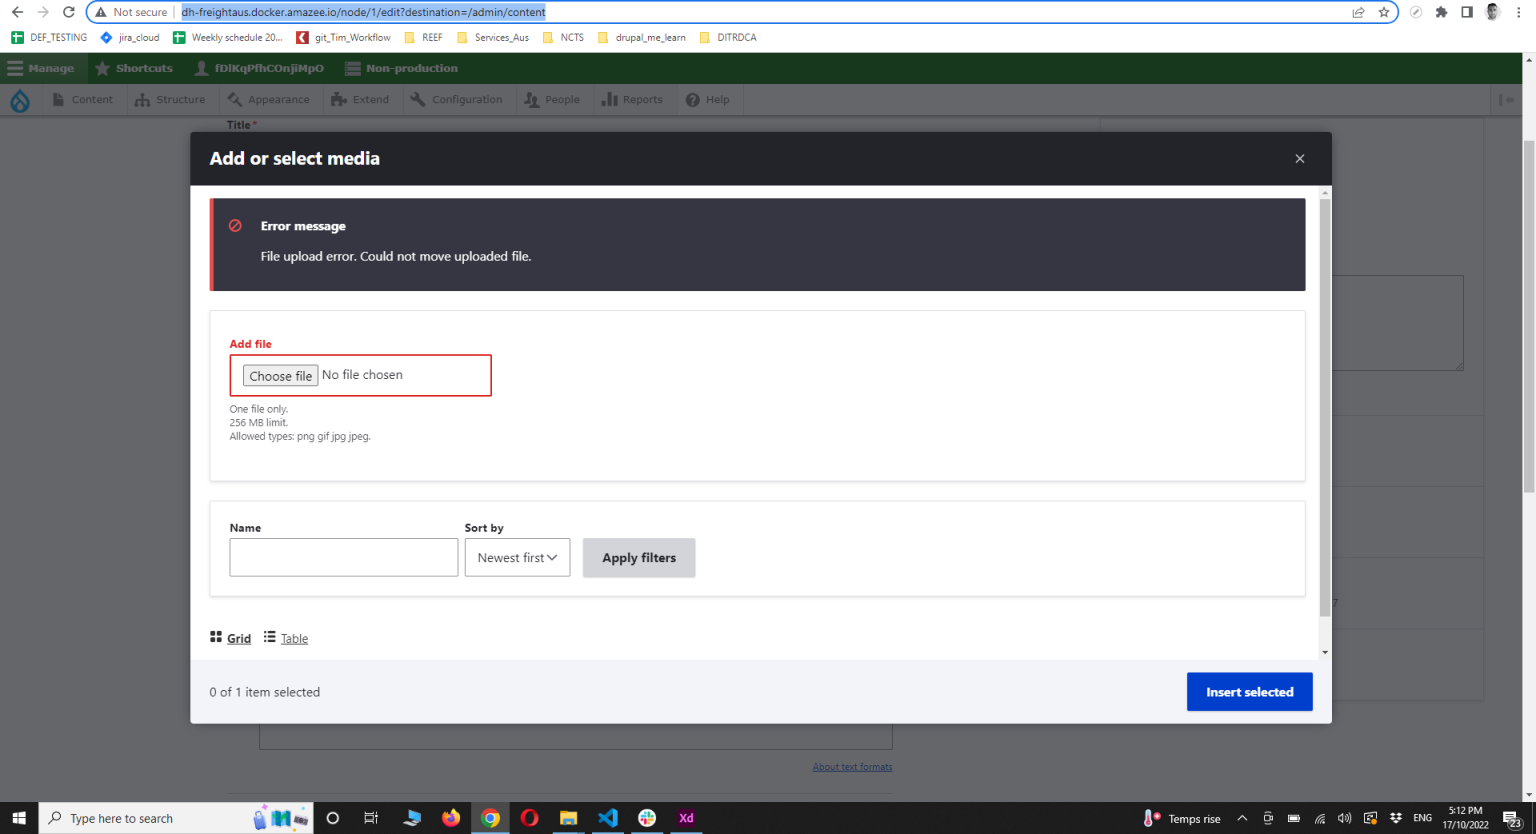 Not secure dh-freightaus.docker.amazee.io/node/1/edit?destination=/admin/content
DEF_TESTING jira_cloud Weekly schedule 20... git_Tim_Workflow REEF Services_Aus NCTS drupal_me_learn DITRDCA
Manage Shortcuts fDlKqPfhCOnjiMpO Non-production
Content Structure Appearance Extend Configuration People Reports Help
Title*
Add or select media
Error message
File upload error. Could not move uploaded file.
Add file
Choose file No file chosen
One file only.
256 MB limit.
Allowed types: png gif jpg jpeg.
Name Sort by
Newest first Apply filters
7
Grid Table
0 of 1 item selected Insert selected
About text formats
Type here to search Xd Temps rise ENG 5:12 PM
17/10/2022 23